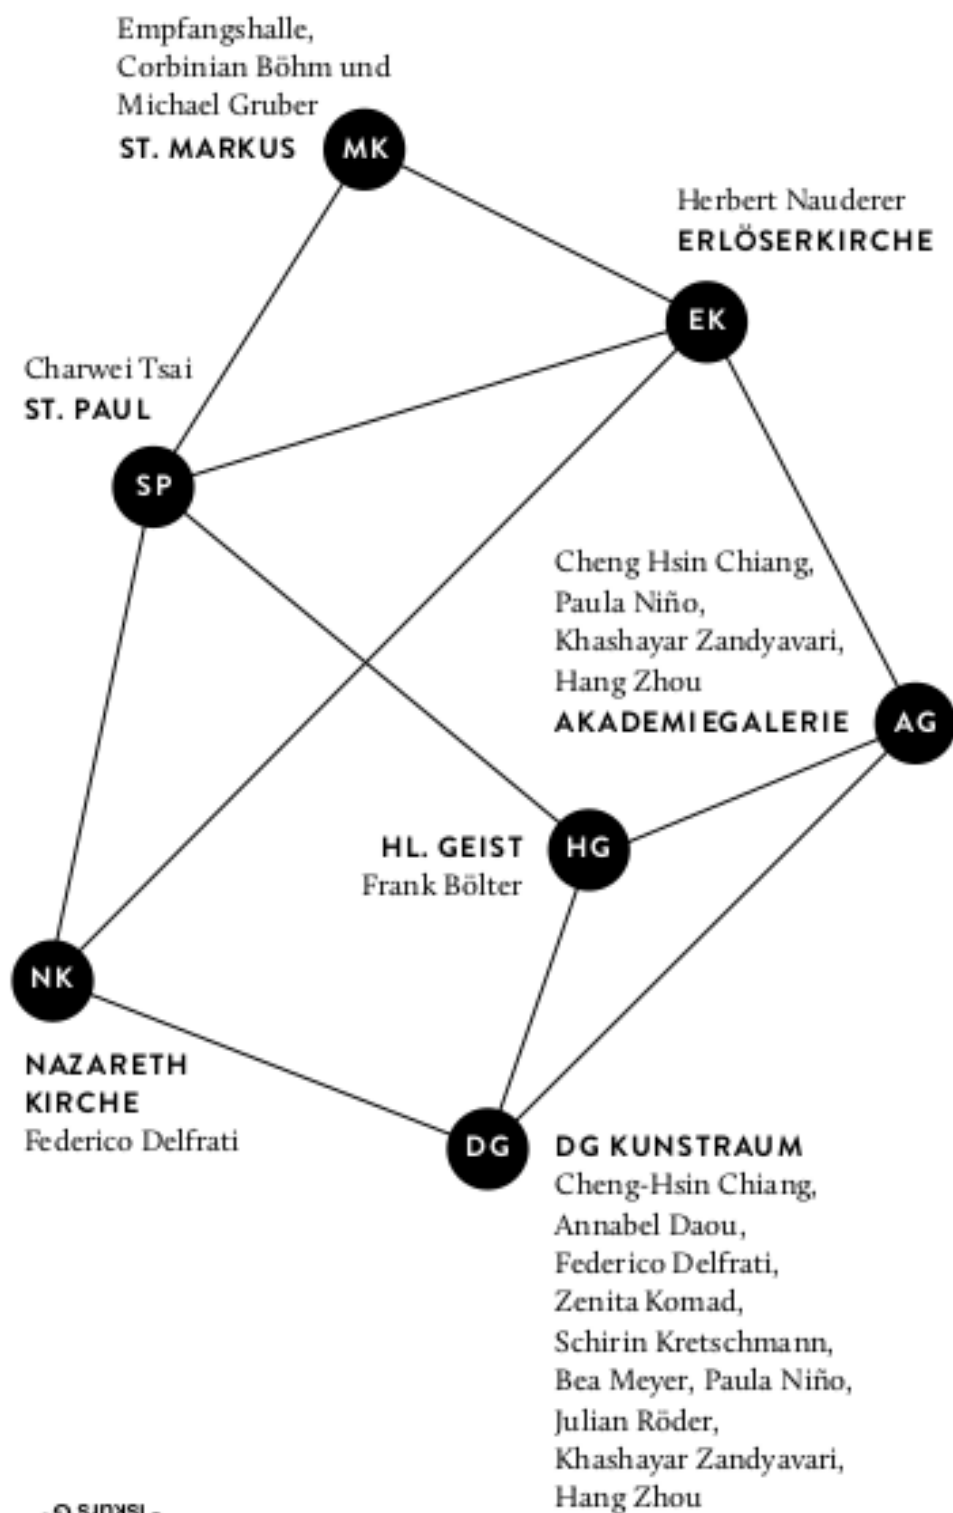 Empfangshalle,
Corbinian Böhm und
Michael Gruber
ST. MARKUS
MK
Herbert Nauderer
ERLÖSERKIRCHE
EK
Charwei Tsai
ST. PAUL
SP
Cheng Hsin Chiang,
Paula Niño,
Khashayar Zandyavari,
Hang Zhou
AKADEMIEGALERIE
AG
HL. GEIST
Frank Bölter
HG
NK
NAZARETH
KIRCHE
Federico Delfrati
DG
DG KUNSTRAUM
Cheng-Hsin Chiang,
Annabel Daou,
Federico Delfrati,
Zenita Komad,
Schirin Kretschmann,
Bea Meyer, Paula Niño,
Julian Röder,
Khashayar Zandyavari,
Hang Zhou